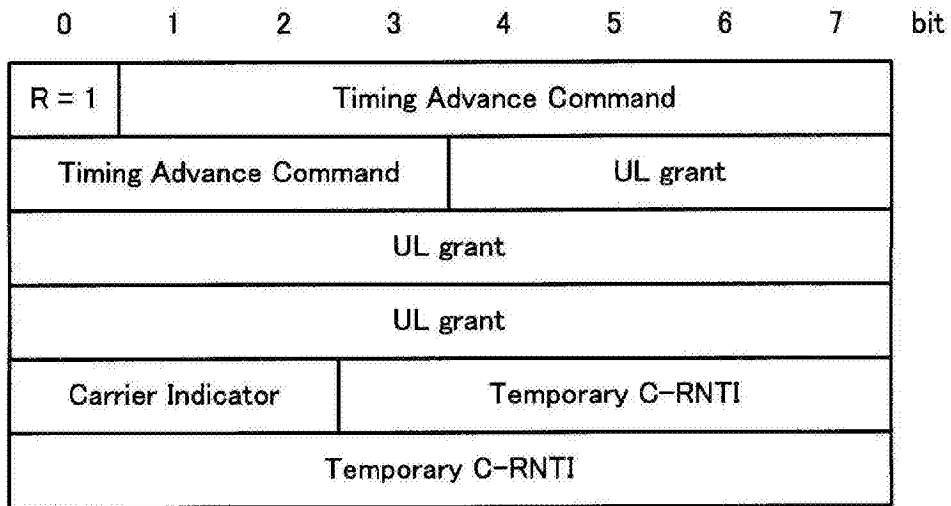 0 1 2 3 4 5 6 7 bit
R = 1 Timing Advance Command
Timing Advance Command UL grant
UL grant
UL grant
Carrier Indicator Temporary C-RNTI
Temporary C-RNTI